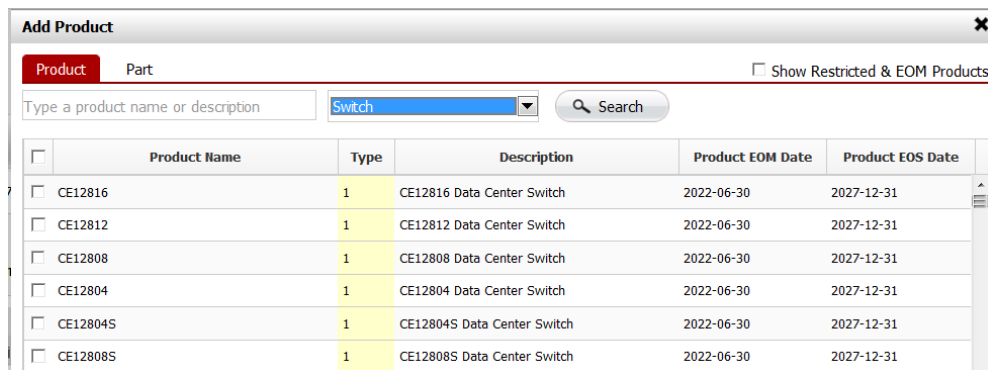 Add Product
Product Part Show Restricted & EOM Products
Type a product name or description Switch Search
Product Name Type Description Product EOM Date Product EOS Date
CE12816 1 CE12816 Data Center Switch 2022-06-30 2027-12-31
CE12812 1 CE12812 Data Center Switch 2022-06-30 2027-12-31
CE12808 1 CE12808 Data Center Switch 2022-06-30 2027-12-31
CE12804 1 CE12804 Data Center Switch 2022-06-30 2027-12-31
CE12804S 1 CE12804S Data Center Switch 2022-06-30 2027-12-31
CE12808S 1 CE12808S Data Center Switch 2022-06-30 2027-12-31